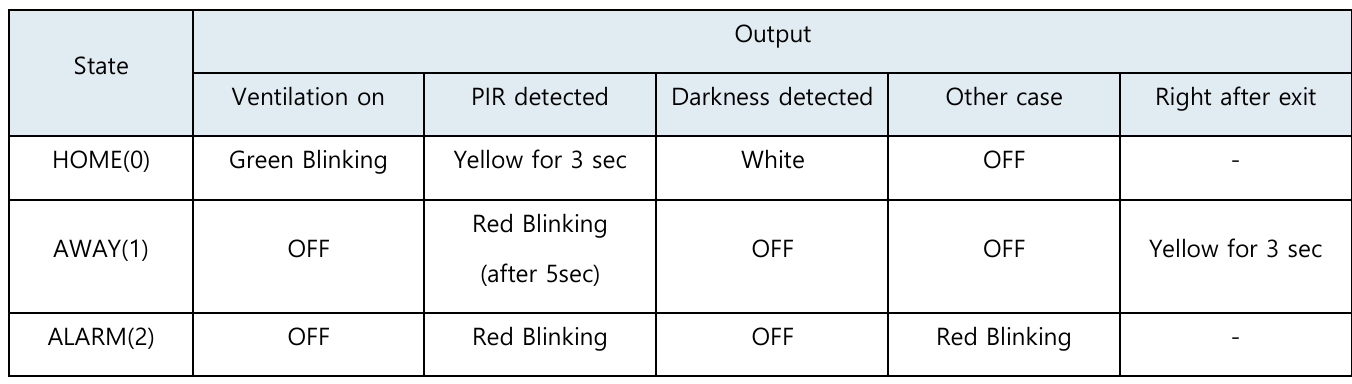 State
Output
Ventilation on
PIR detected
Darkness detected
Other case
Right after exit
HOME(0)
Green Blinking
Yellow for 3 sec
White
OFF
-
AWAY(1)
OFF
Red Blinking
(after 5sec)
OFF
OFF
Yellow for 3 sec
ALARM(2)
OFF
Red Blinking
OFF
Red Blinking
-